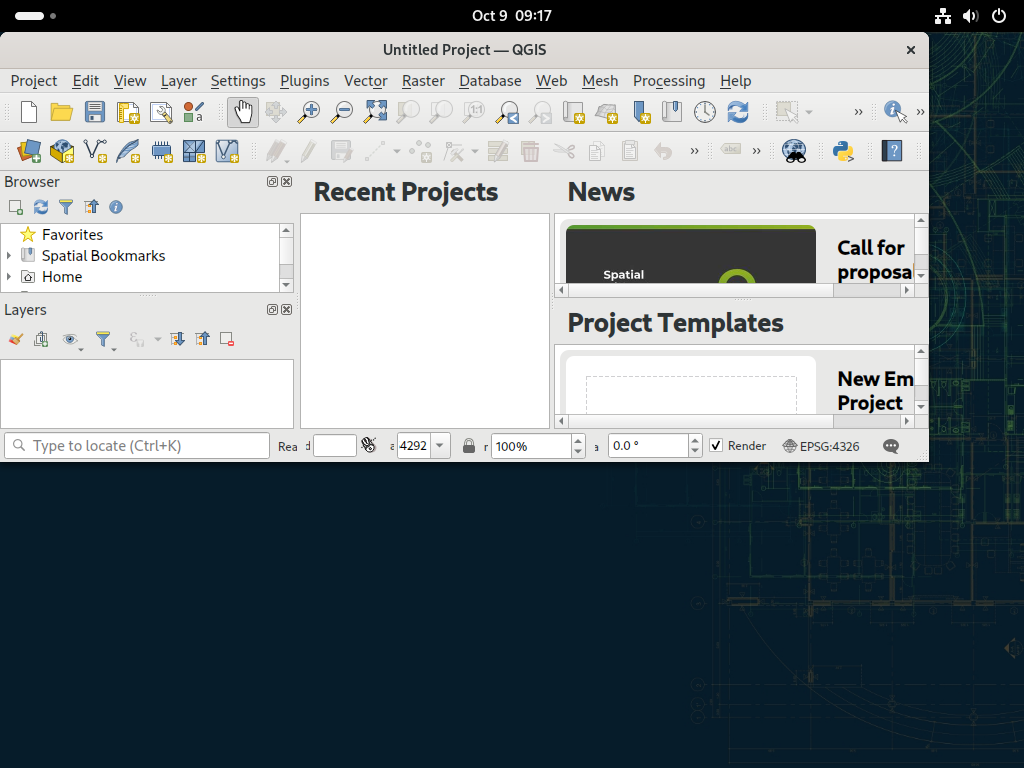 Oct 9 09:17
Untitled Project — QGIS
Project Edit View Layer Settings Plugins Vector Raster Database Web Mesh Processing Help
Browser
Favorites
Spatial Bookmarks
Home
Layers
Recent Projects
News
Spatial
Call for
proposa
Project Templates
New Em
Project
Type to locate (Ctrl+K)
Rea
4292
100%
0.0 °
Render
EPSG:4326